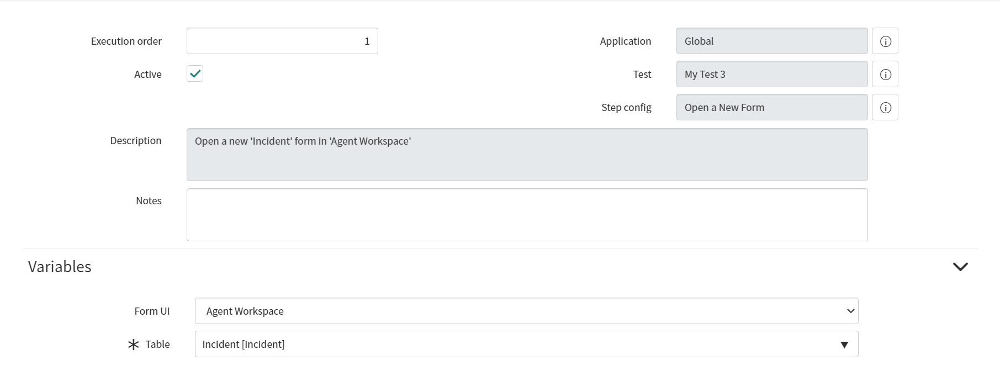 Execution order 1
Application Global
Active
Test My Test 3
Step config Open a New Form
Description Open a new 'Incident' form in 'Agent Workspace'
Notes
Variables
Form UI Agent Workspace
Table Incident [incident]